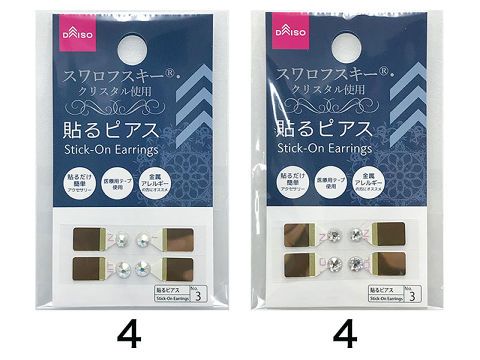 DAISO
スワロフスキー®・
クリスタル使用
貼るピアス
Stick-On Earrings
貼るだけ
簡単
アクセサリー
医療用テープ
使用
金属
アレルギー
の方にオススメ
貼るピアス
Stick-On Earrings
No.
3
4
DAISO
スワロフスキー®・
クリスタル使用
貼るピアス
Stick-On Earrings
貼るだけ
簡単
アクセサリー
医療用テープ
使用
金属
アレルギー
の方にオススメ
貼るピアス
Stick-On Earrings
No.
3
4